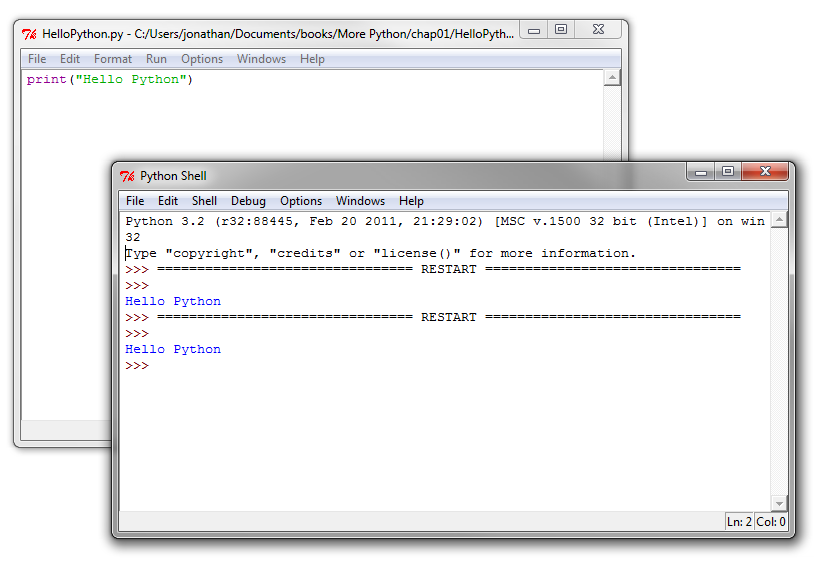 HelloPython.py - C:/Users/jonathan/Documents/books/More Python/chap01/HelloPyth...
File Edit Format Run Options Windows Help
print("Hello Python")
Python Shell
File Edit Shell Debug Options Windows Help
Python 3.2 (r32:88445, Feb 20 2011, 21:29:02) [MSC v.1500 32 bit (Intel)] on win
32
Type "copyright", "credits" or "license()" for more information.
>>> ================================ RESTART ================================
>>>
Hello Python
>>> ================================ RESTART ================================
>>>
Hello Python
>>>
Ln: 2 Col: 0